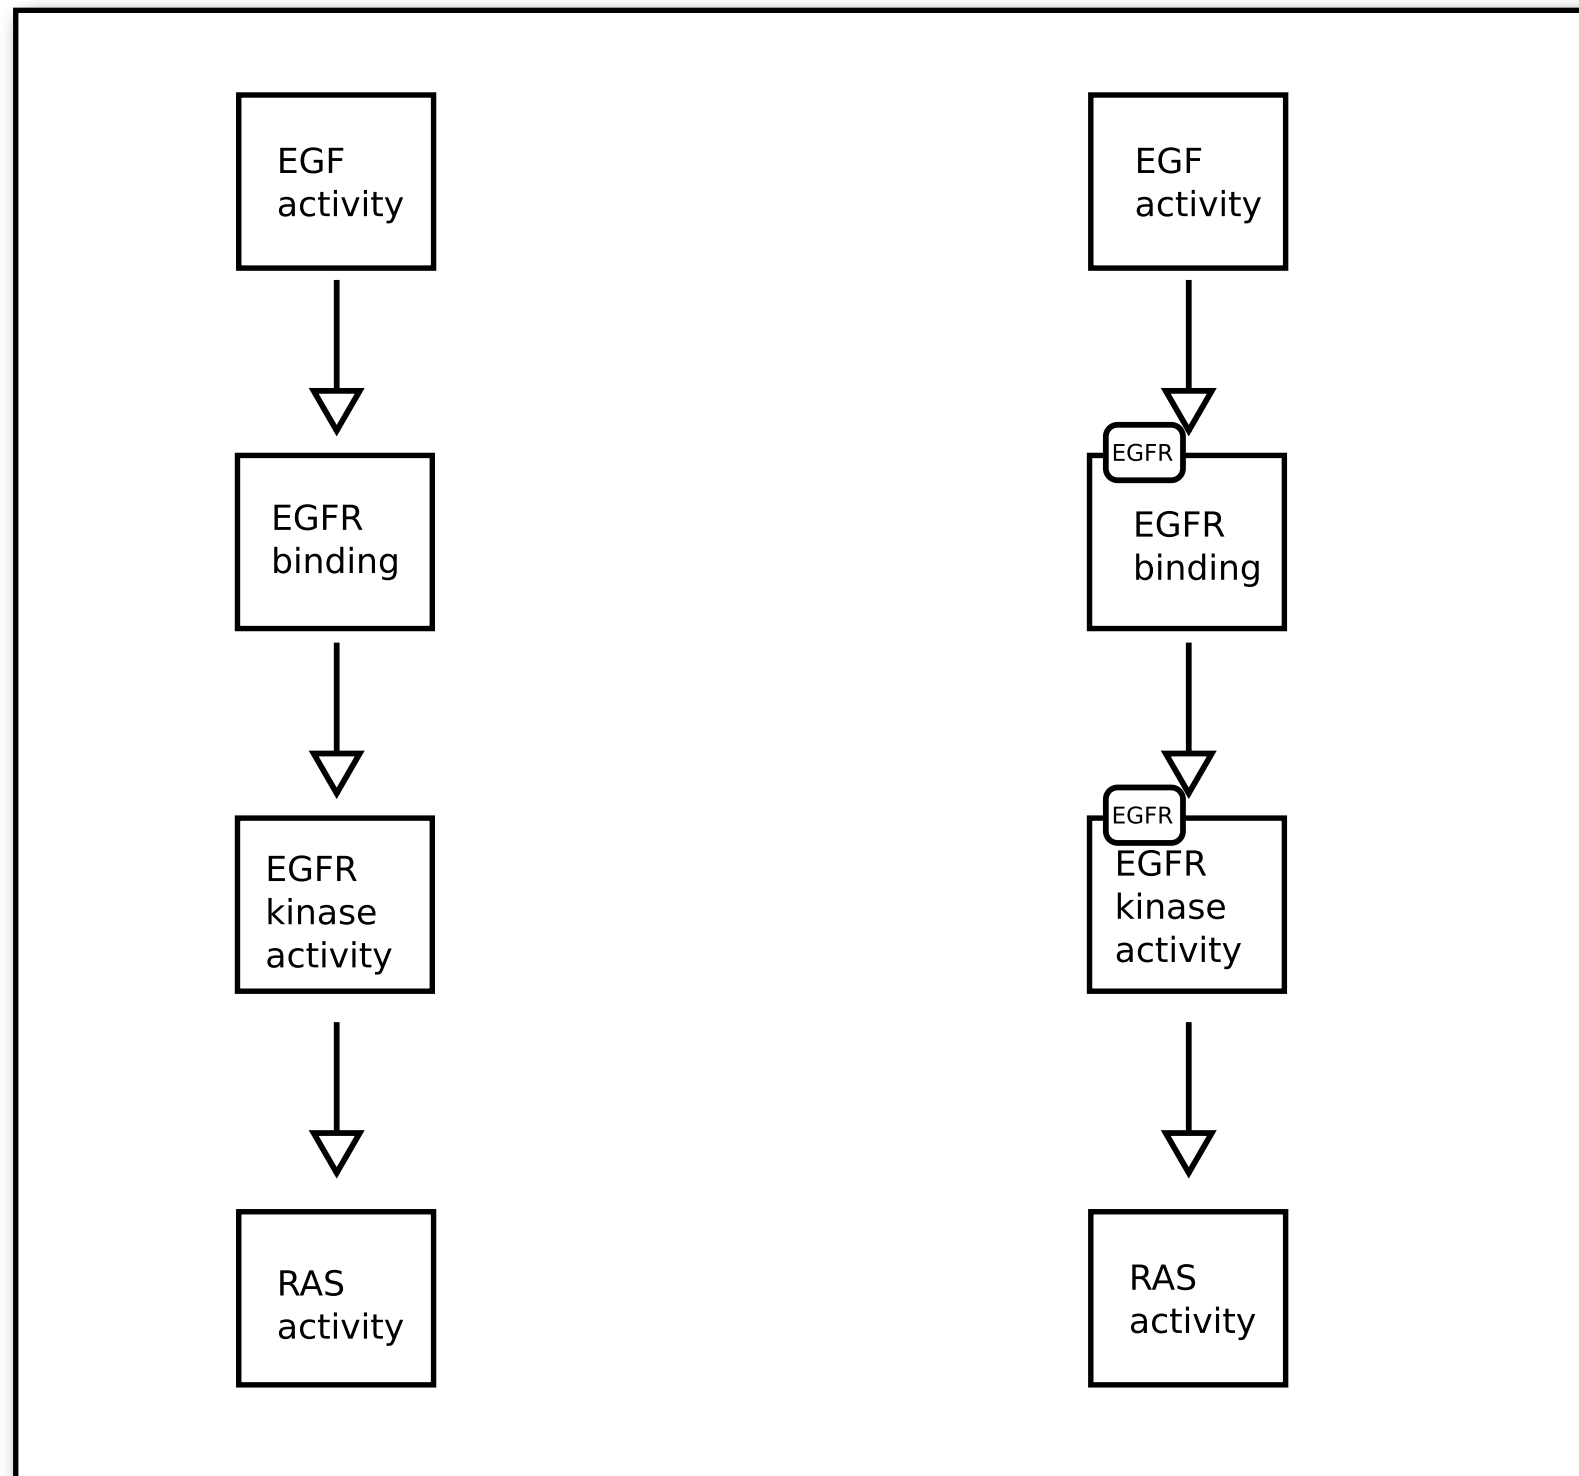 EGF
activity
EGFR
binding
EGFR
kinase
activity
RAS
activity
EGF
activity
EGFR
EGFR
binding
EGFR
EGFR
kinase
activity
RAS
activity